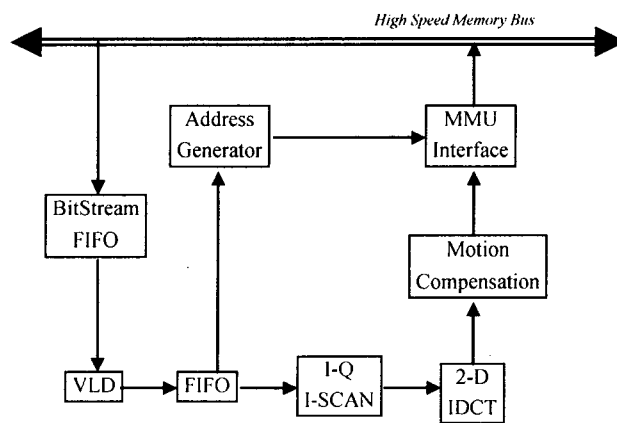 High Speed Memory Bus
Address
Generator
MMU
Interface
BitStream
FIFO
Motion
Compensation
VLD
FIFO
I-Q
I-SCAN
2-D
IDCT